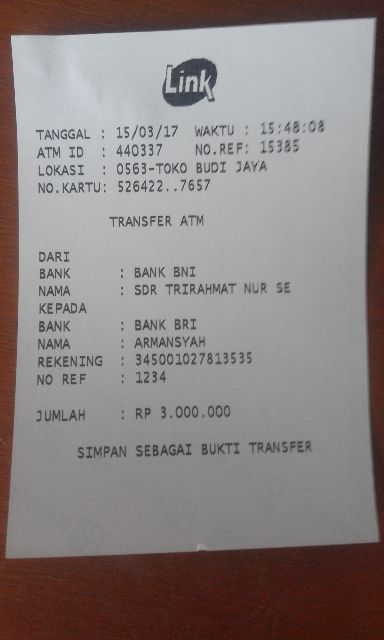 Link
TANGGAL : 15/03/17 WAKTU : 15:48:08
ATM ID : 440337 NO.REF: 15385
LOKASI : 0563-TOKO BUDI JAYA
NO.KARTU: 526422..7657
TRANSFER ATM
DARI
BANK : BANK BNI
NAMA : SDR TRIRAHMAT NUR SE
KEPADA
BANK : BANK BRI
NAMA : ARMANSYAH
REKENING : 345001027813535
NO REF : 1234
JUMLAH : RP 3.000.000
SIMPAN SEBAGAI BUKTI TRANSFER